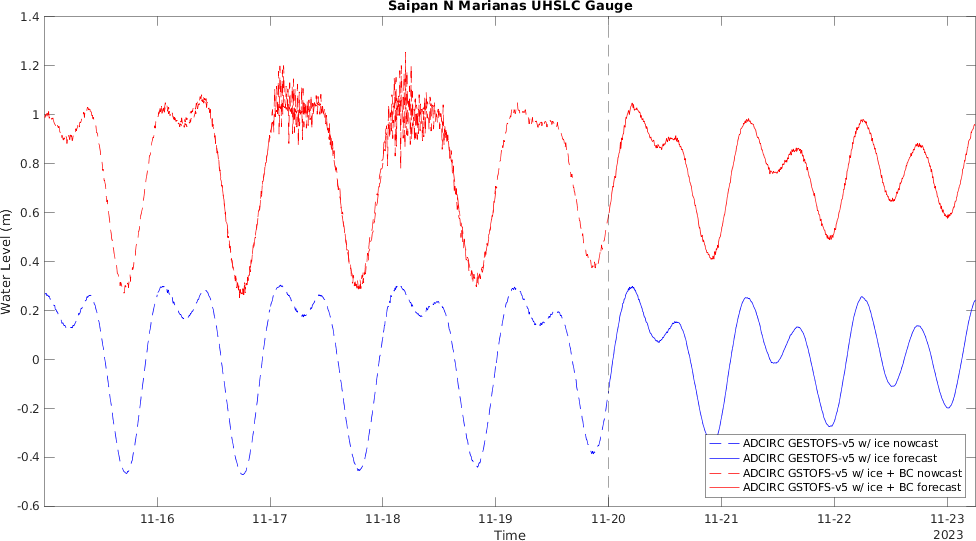 Saipan N Marianas UHSLC Gauge
1.4
1.2
1
0.8
0.6
0.4
0.2
0
-0.2
-0.4
-0.6
Water Level (m)
ADCIRC GESTOFS-v5 w/ ice nowcast
ADCIRC GESTOFS-v5 w/ ice forecast
ADCIRC GSTOFS-v5 w/ ice + BC nowcast
ADCIRC GSTOFS-v5 w/ ice + BC forecast
11-16 11-17 11-18 11-19 11-20 11-21 11-22 11-23
Time 2023